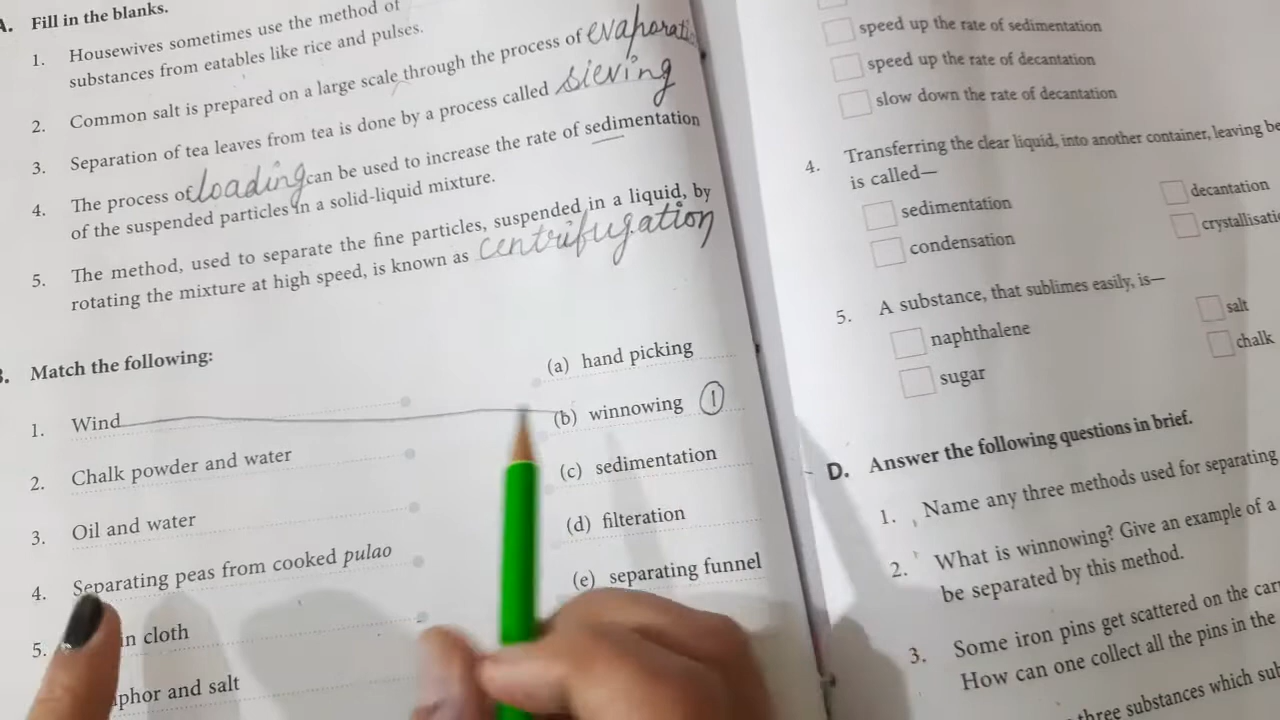 A. Fill in the blanks.
1. Housewives sometimes use the method of
substances from eatables like rice and pulses.
2. Common salt is prepared on a large scale through the process of evaporati
3. Separation of tea leaves from tea is done by a process called sieving
4. The process of loading can be used to increase the rate of sedimentation
of the suspended particles in a solid-liquid mixture.
5. The method, used to separate the fine particles, suspended in a liquid, by
rotating the mixture at high speed, is known as centrifugation
B. Match the following:
1. Wind (a) hand picking
2. Chalk powder and water (b) winnowing 1
3. Oil and water (c) sedimentation
4. Separating peas from cooked pulao (d) filteration
5. in cloth (e) separating funnel
phor and salt
speed up the rate of sedimentation
speed up the rate of decantation
slow down the rate of decantation
4. Transferring the clear liquid, into another container, leaving be
is called—
sedimentation decantation
condensation crystallisati
5. A substance, that sublimes easily, is—
naphthalene salt
sugar chalk
D. Answer the following questions in brief.
1. Name any three methods used for separating
2. What is winnowing? Give an example of a
be separated by this method.
3. Some iron pins get scattered on the car
How can one collect all the pins in the
three substances which sub